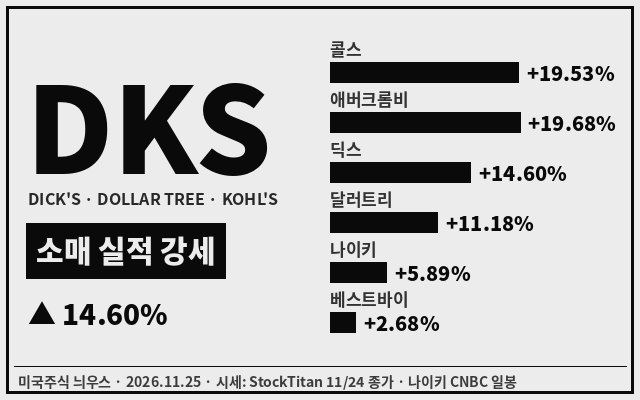 DKS
DICK'S · DOLLAR TREE · KOHL'S
소매 실적 강세
▲ 14.60%
콜스
+19.53%
애버크롬비
+19.68%
딕스
+14.60%
달러트리
+11.18%
나이키
+5.89%
베스트바이
+2.68%
미국주식 늬우스 · 2026.11.25 · 시세: StockTitan 11/24 종가 · 나이키 CNBC 일봉